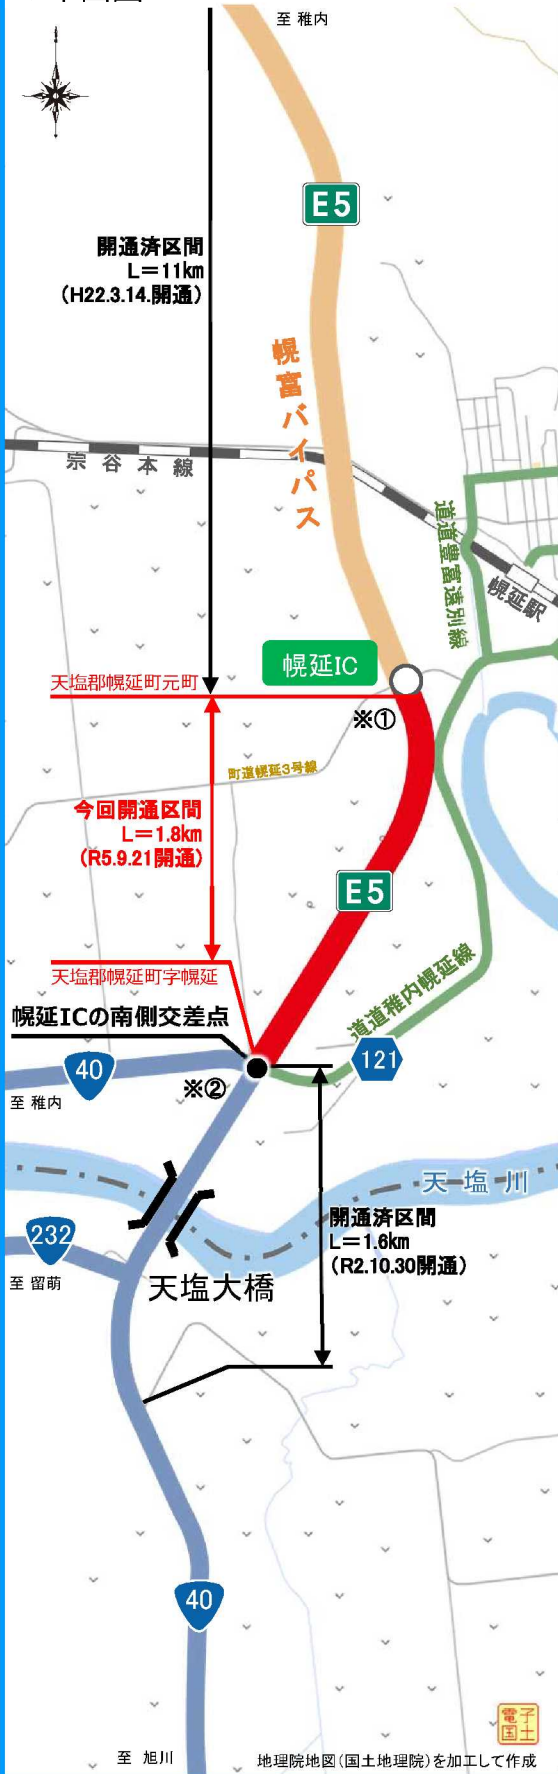 至 稚内
E5
開通済区間
L=11km
(H22.3.14.開通)
幌富バイパス
宗谷本線
道道豊富遠別線
幌延駅
幌延IC
天塩郡幌延町元町
※①
町道幌延3号線
今回開通区間
L=1.8km
(R5.9.21開通)
E5
天塩郡幌延町字幌延
幌延ICの南側交差点
道道稚内幌延線
121
40
※②
至 稚内
天塩川
232
開通済区間
L=1.6km
(R2.10.30開通)
至 留萌
天塩大橋
40
電子
国土
至 旭川
地理院地図(国土地理院)を加工して作成